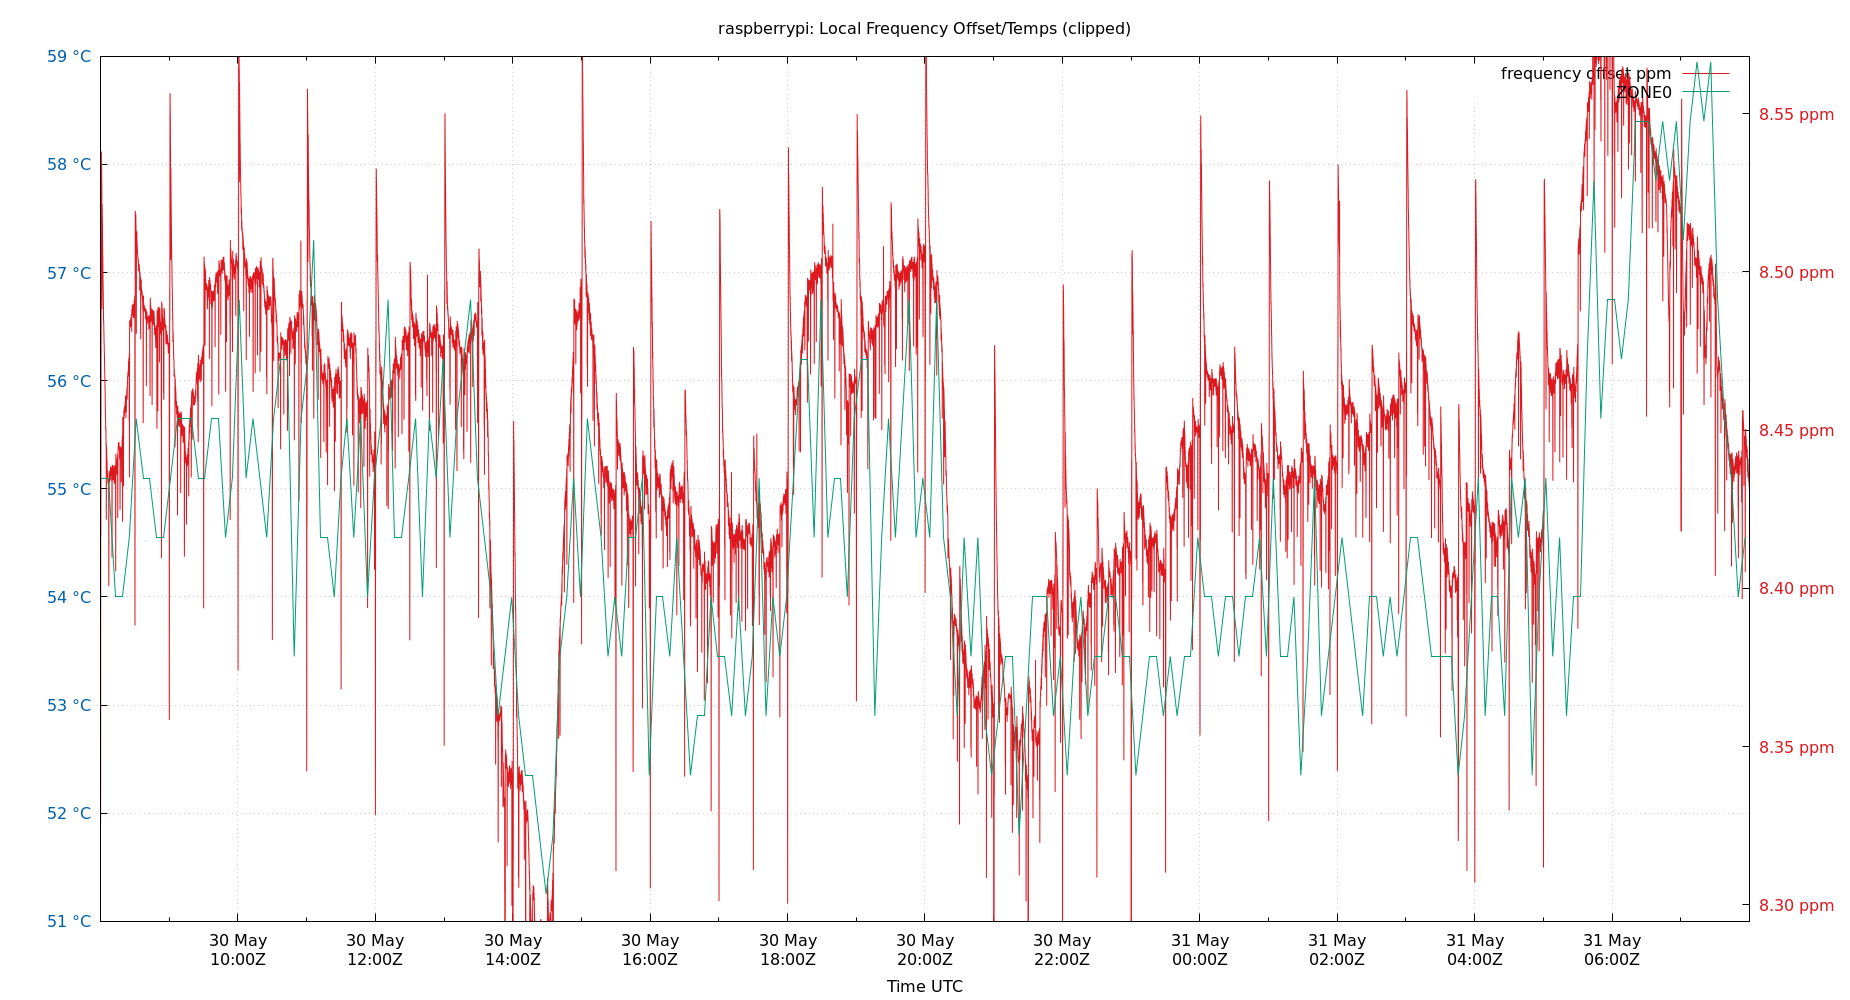 raspberrypi: Local Frequency Offset/Temps (clipped)
59 °C
58 °C
57 °C
56 °C
55 °C
54 °C
53 °C
52 °C
51 °C
frequency offset ppm
ZONE0
8.55 ppm
8.50 ppm
8.45 ppm
8.40 ppm
8.35 ppm
8.30 ppm
30 May
10:00Z
30 May
12:00Z
30 May
14:00Z
30 May
16:00Z
30 May
18:00Z
30 May
20:00Z
30 May
22:00Z
31 May
00:00Z
31 May
02:00Z
31 May
04:00Z
31 May
06:00Z
Time UTC